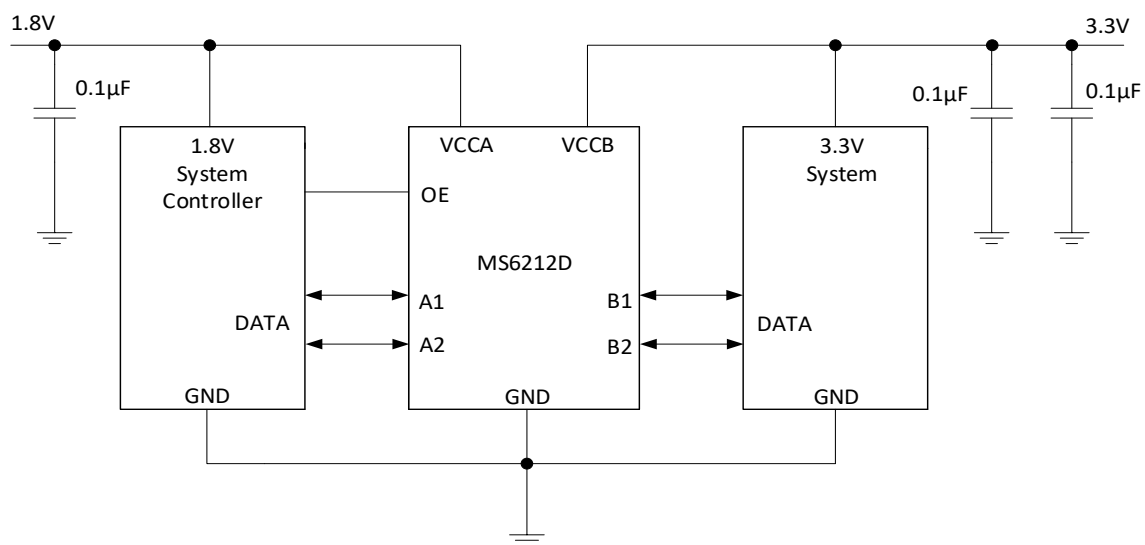 1.8V
3.3V
0.1µF
0.1µF
0.1µF
1.8V
System
Controller
VCCA
VCCB
3.3V
System
OE
MS6212D
A1
B1
DATA
DATA
A2
B2
GND
GND
GND